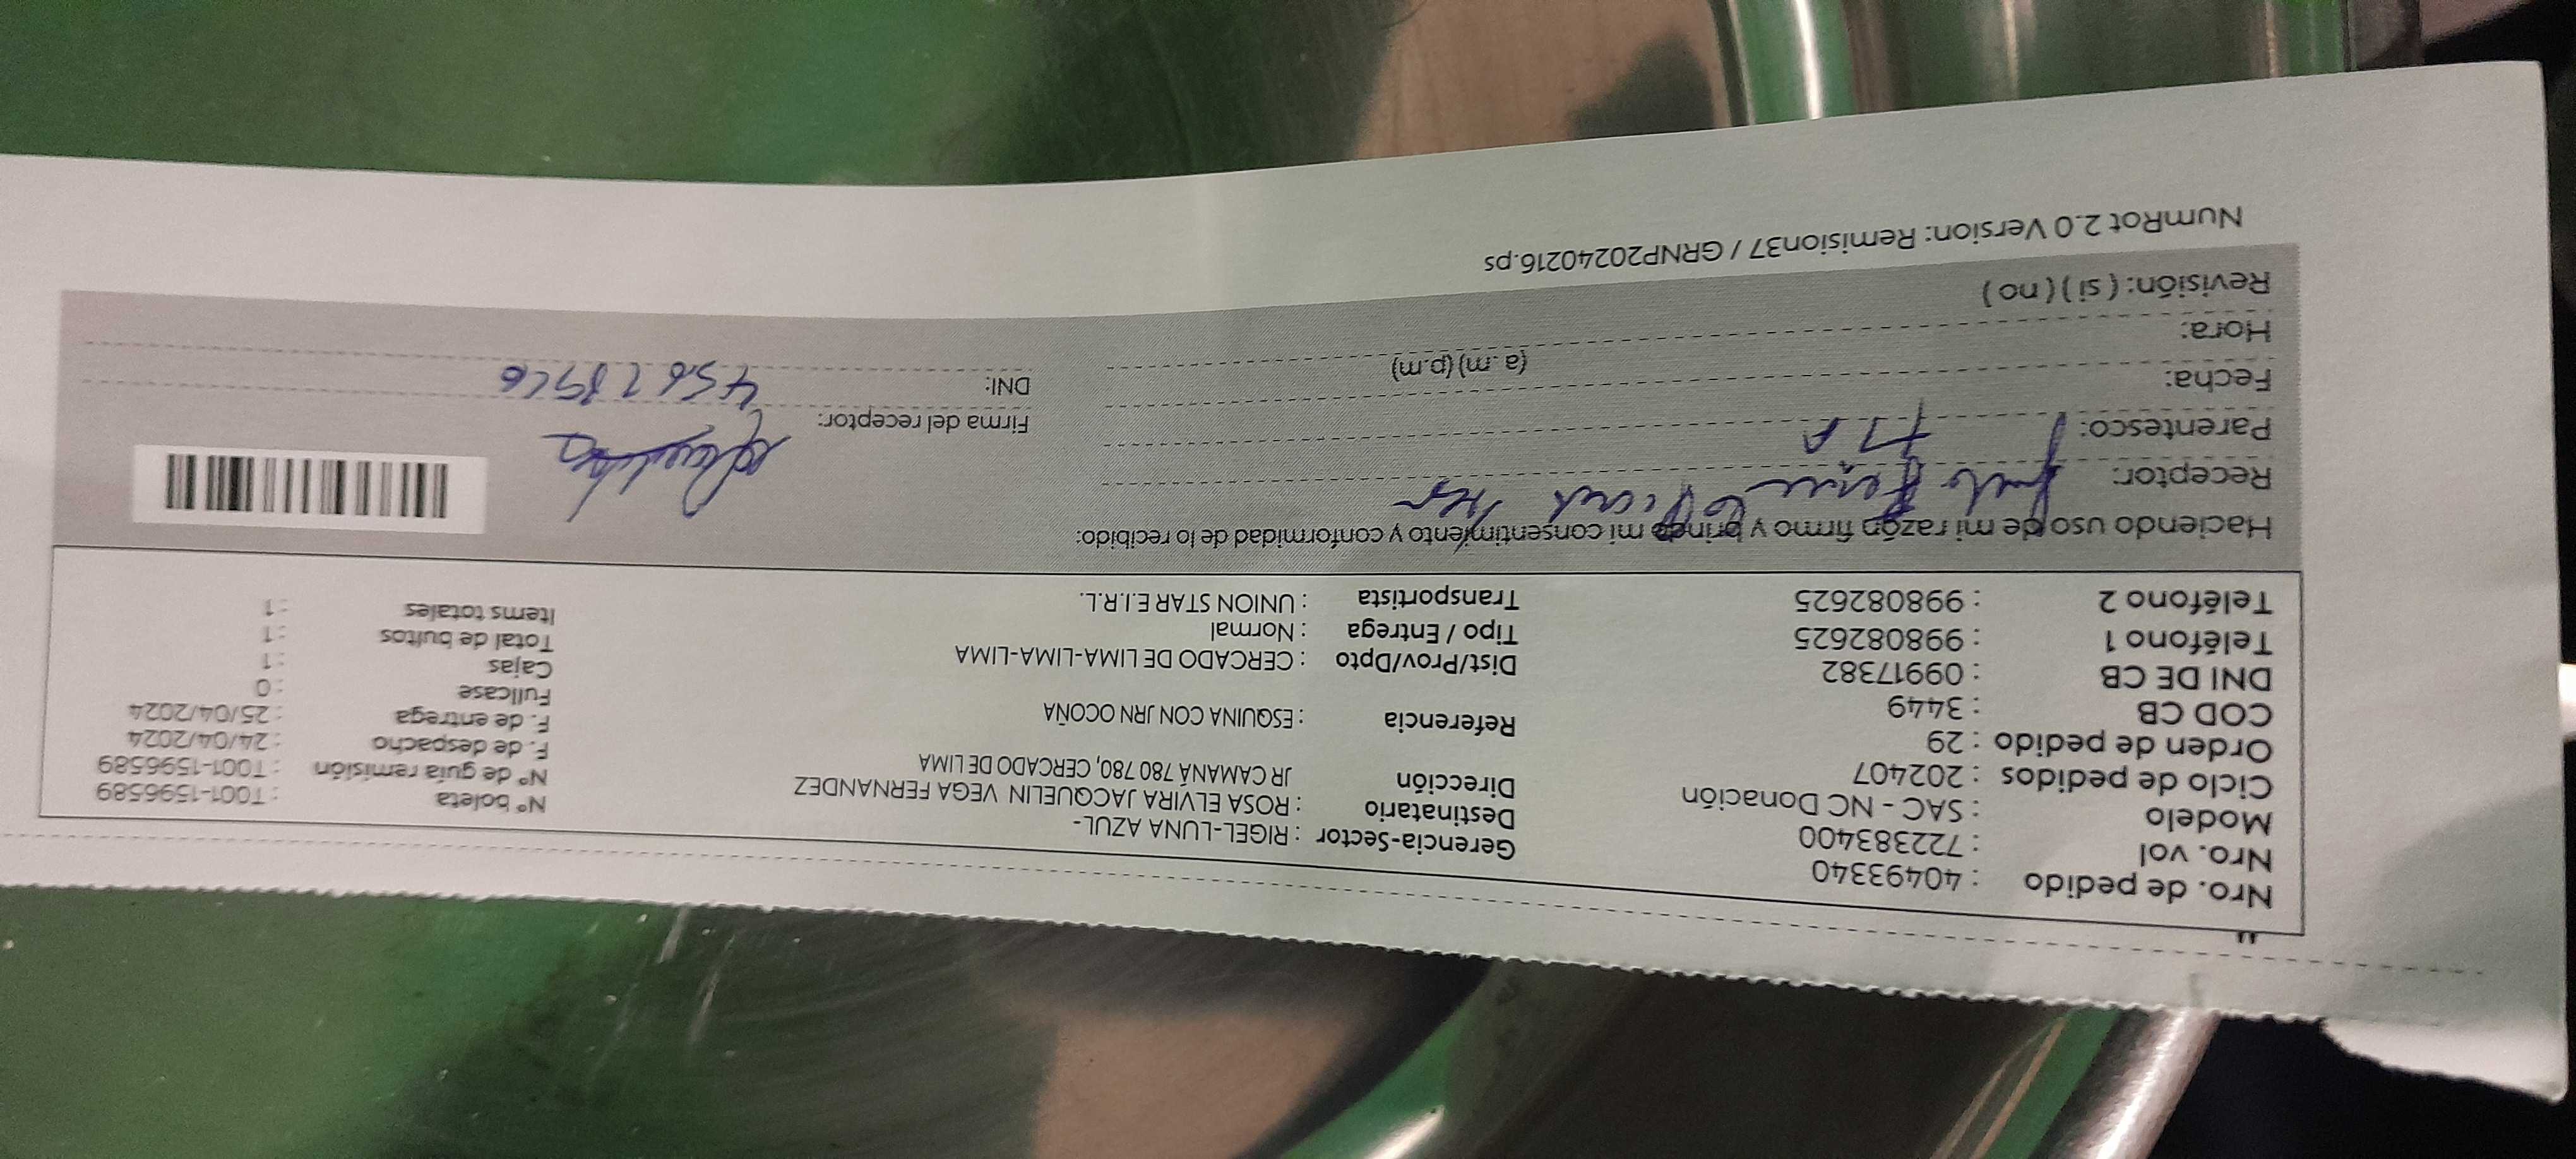 Nro. de pedido : 40493340
Nro. vol : 722383400
Modelo : SAC - NC Donación
Ciclo de pedidos : 202407
Orden de pedido : 29
COD CB : 3449
DNI DE CB : 09917382
Teléfono 1 : 998082625
Teléfono 2 : 998082625
Gerencia-Sector : RIGEL-LUNA AZUL-
Destinatario : ROSA ELVIRA JACQUELIN VEGA FERNANDEZ
Dirección JR CAMANÁ 780 780, CERCADO DE LIMA
Referencia : ESQUINA CON JRN OCOÑA
Dist/Prov/Dpto : CERCADO DE LIMA-LIMA-LIMA
Tipo / Entrega : Normal
Transportista : UNION STAR E.I.R.L.
N° boleta : T001-1596589
N° de guía remisión : T001-1596589
F. de despacho : 24/04/2024
F. de entrega : 25/04/2024
Fullcase : 0
Cajas : 1
Total de bultos : 1
Items totales : 1
Haciendo uso de mi razón firmo y brindo mi consentimiento y conformidad de lo recibido:
Receptor:
Parentesco:
Fecha:
Hora: (a.m) (p.m)
Revisión: ( si ) ( no )
Firma del receptor:
DNI:
NumRot 2.0 Version: Remision37 / GRNP20240216.ps